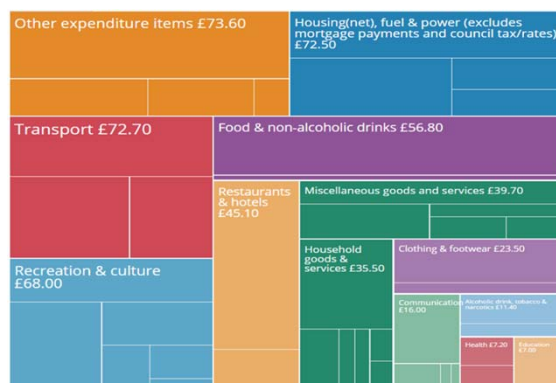 Other expenditure items £73.60
Housing(net), fuel & power (excludes
mortgage payments and council tax/rates)
£72.50
Transport £72.70
Food & non-alcoholic drinks £56.80
Restaurants
& hotels
£45.10
Miscellaneous goods and services £39.70
Household
goods &
services £35.50
Clothing & footwear £23.50
Recreation & culture
£68.00
Communication
£16.00
Alcoholic drink, tobacco &
narcotics £11.40
Health £7.20
Education
£7.00